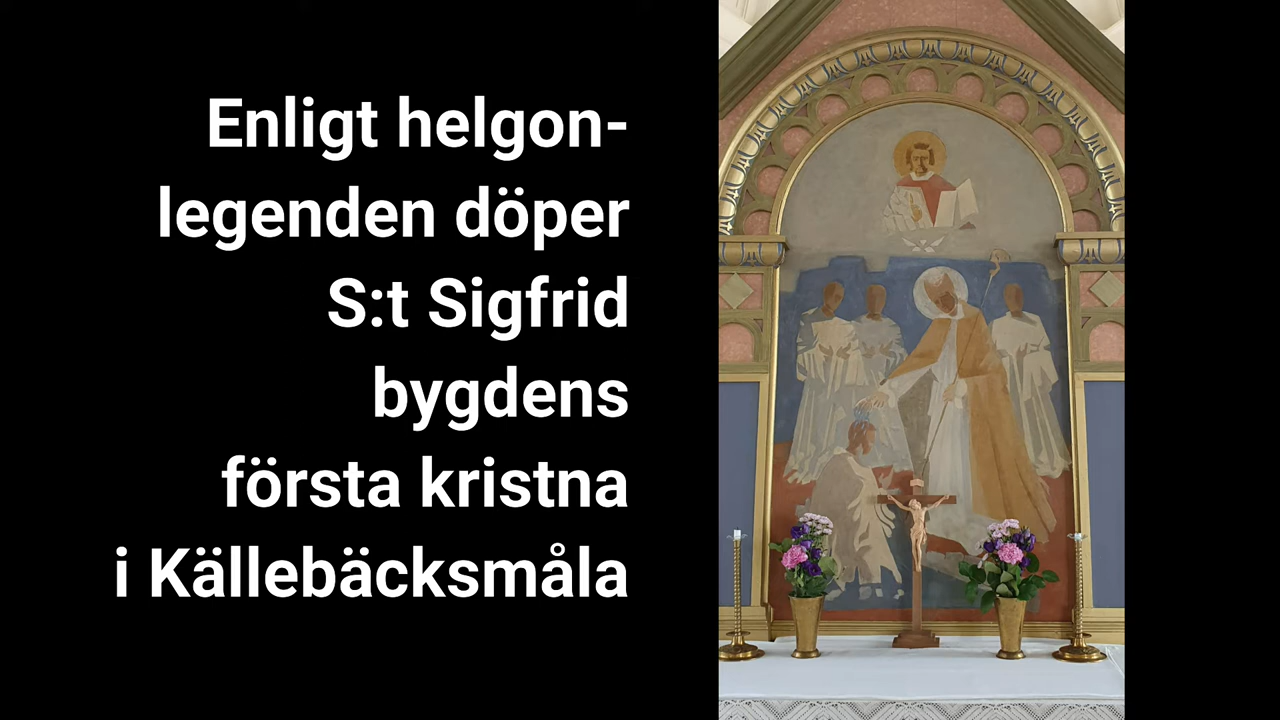 Enligt helgon-
legenden döper
S:t Sigfrid
bygdens
första kristna
i Källebäcksmåla